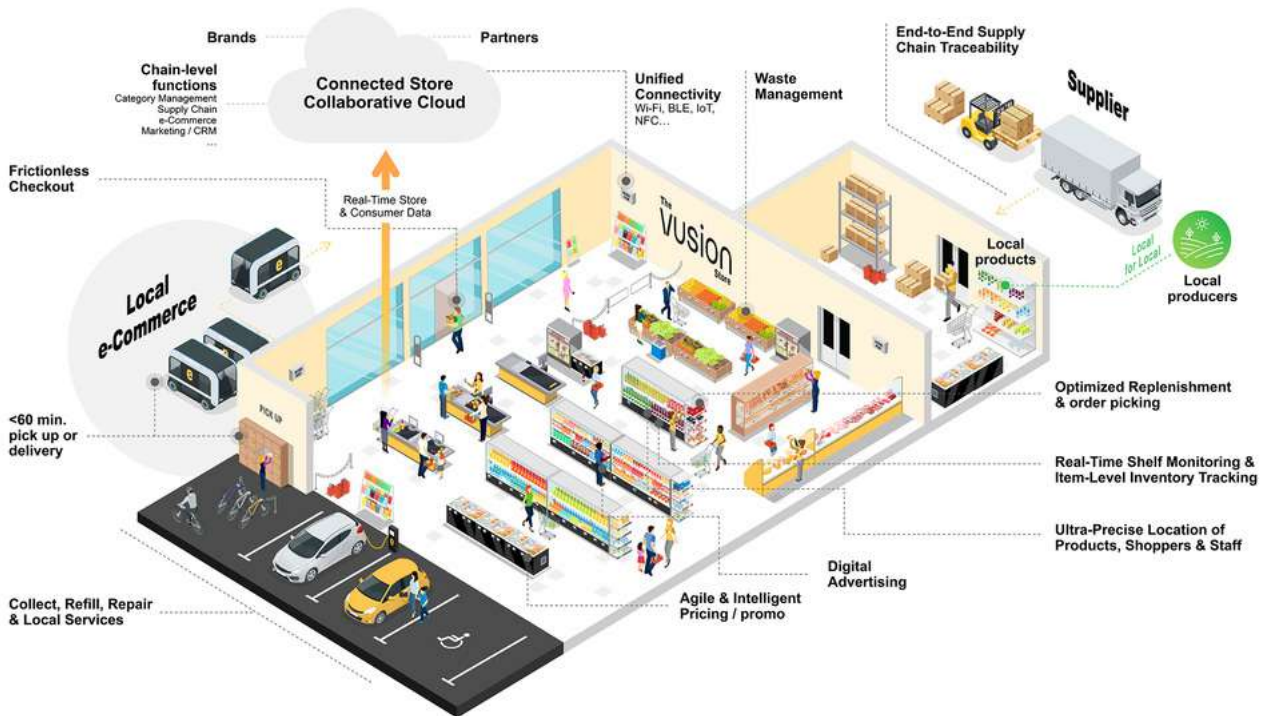 Brands
Partners
Chain-level
functions
Category Management
Supply Chain
e-Commerce
Marketing / CRM
...
Connected Store
Collaborative Cloud
Unified
Connectivity
Wi-Fi, BLE, IoT,
NFC...
Waste
Management
End-to-End Supply
Chain Traceability
Supplier
Frictionless
Checkout
Real-Time Store
& Consumer Data
The
Vusion
Store
Local
products
Local
for Local
Local
producers
Local
e-Commerce
e
e
PICK UP
<60 min.
pick up or
delivery
Optimized Replenishment
& order picking
Real-Time Shelf Monitoring &
Item-Level Inventory Tracking
Ultra-Precise Location of
Products, Shoppers & Staff
Digital
Advertising
Agile & Intelligent
Pricing / promo
Collect, Refill, Repair
& Local Services